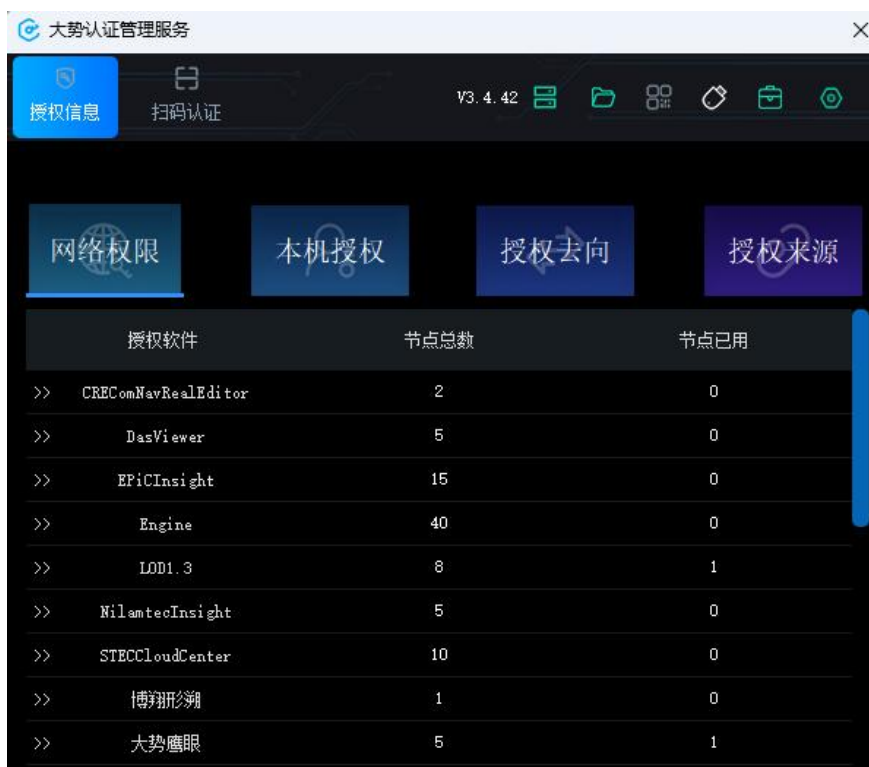 大势认证管理服务
授权信息
扫码认证
V3.4.42
网络权限
本机授权
授权去向
授权来源
授权软件 节点总数 节点已用
>> CREComNavRealEditor 2 0
>> DasViewer 5 0
>> EPiCInsight 15 0
>> Engine 40 0
>> LOD1.3 8 1
>> NilamtecInsight 5 0
>> STECCloudCenter 10 0
>> 博翔形溯 1 0
>> 大势鹰眼 5 1